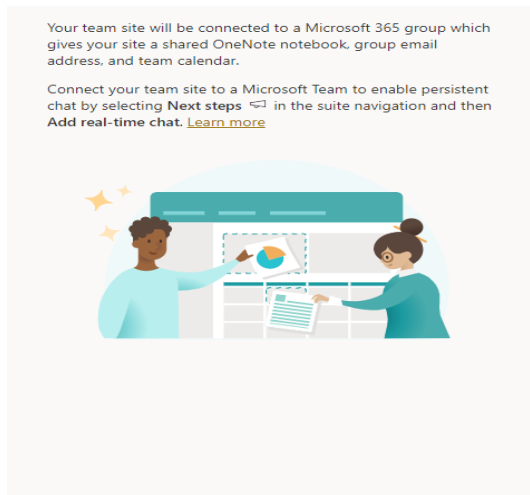 Your team site will be connected to a Microsoft 365 group which
gives your site a shared OneNote notebook, group email
address, and team calendar.
Connect your team site to a Microsoft Team to enable persistent
chat by selecting Next steps in the suite navigation and then
Add real-time chat. Learn more